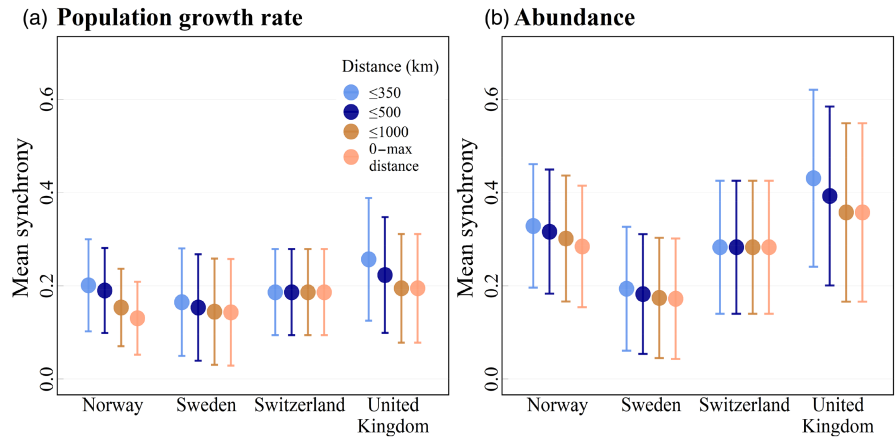 (a) Population growth rate
Mean synchrony
0.6
0.4
0.2
0.0
Distance (km)
≤350
≤500
≤1000
0−max
distance
Norway
Sweden
Switzerland
United
Kingdom
(b) Abundance
Mean synchrony
0.6
0.4
0.2
0.0
Norway
Sweden
Switzerland
United
Kingdom